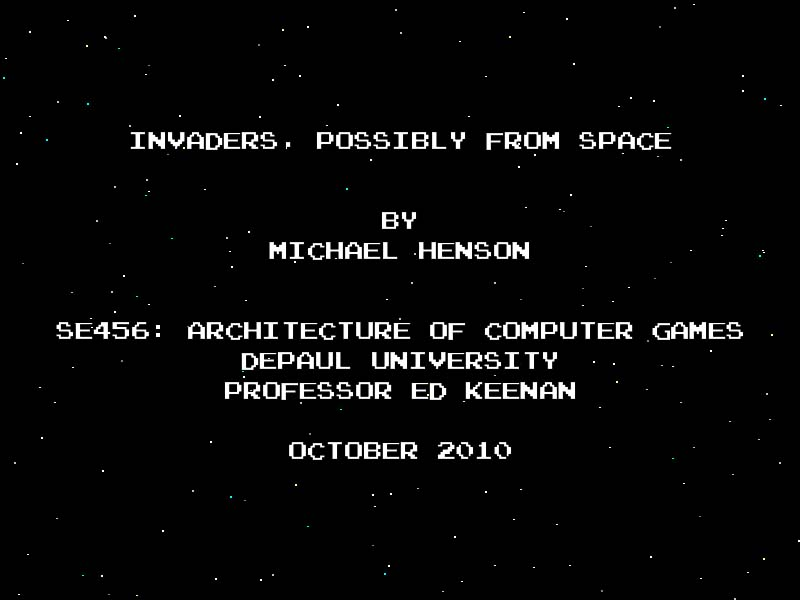 INVADERS, POSSIBLY FROM SPACE
BY
MICHAEL HENSON
SE456: ARCHITECTURE OF COMPUTER GAMES
DEPAUL UNIVERSITY
PROFESSOR ED KEENAN
OCTOBER 2010